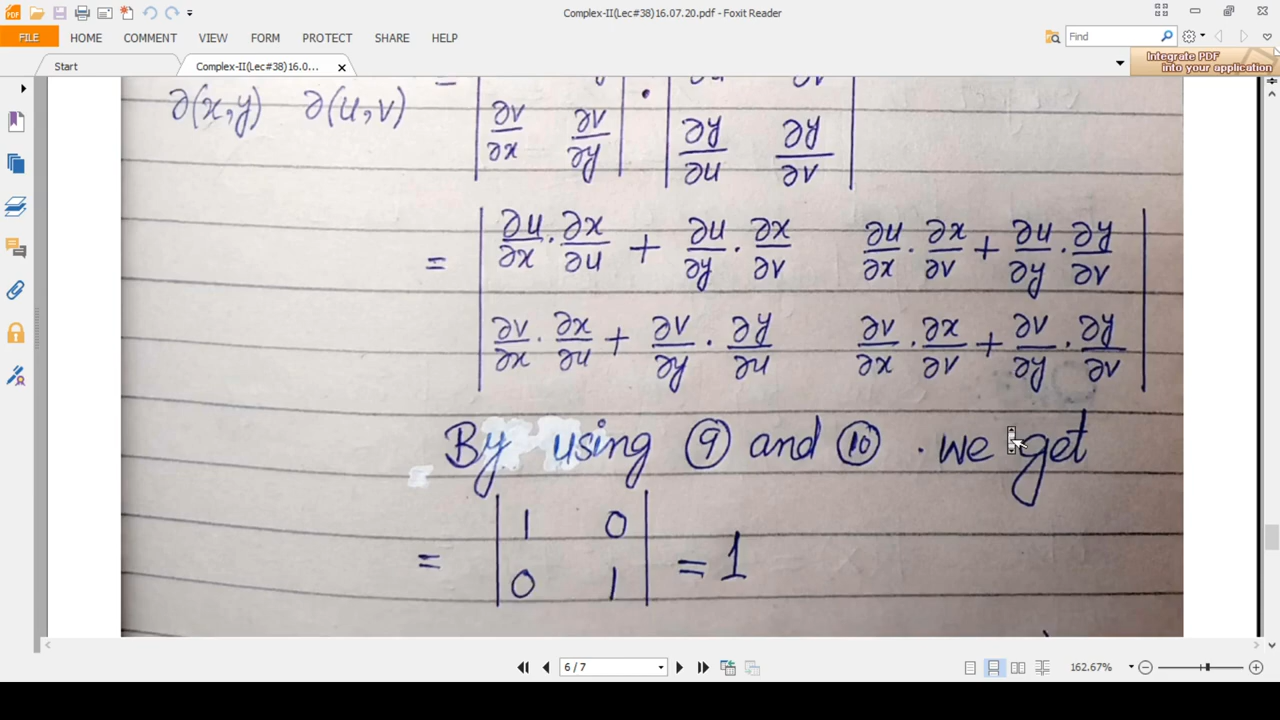 Complex-II(Lec#38)16.07.20.pdf - Foxit Reader
FILE HOME COMMENT VIEW FORM PROTECT SHARE HELP
Find
Integrate PDF
into your application
Start Complex-II(Lec#38)16.0...
∂(x,y) ∂(u,v) = | ∂v/∂x ∂v/∂y | · | ∂y/∂u ∂y/∂v |
= | ∂u/∂x · ∂x/∂u + ∂u/∂y · ∂x/∂v ∂u/∂x · ∂x/∂v + ∂u/∂y · ∂y/∂v |
| ∂v/∂x · ∂x/∂u + ∂v/∂y · ∂y/∂u ∂v/∂x · ∂x/∂v + ∂v/∂y · ∂y/∂v |
By using ⑨ and ⑩ . we get
= | 1 0 |
| 0 1 | = 1
6 / 7
162.67%